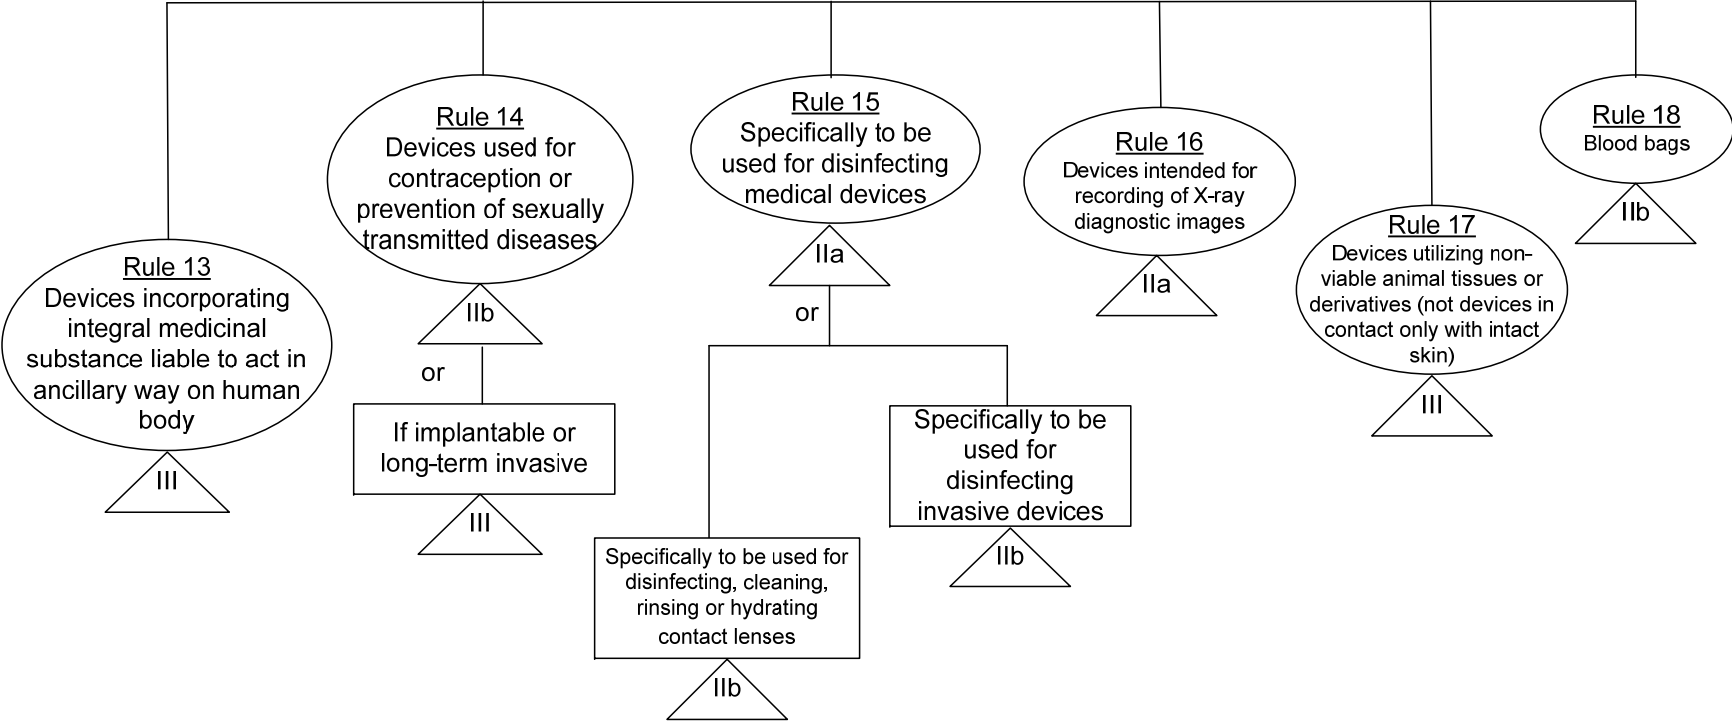 Rule 13
Devices incorporating
integral medicinal
substance liable to act in
ancillary way on human
body
III
Rule 14
Devices used for
contraception or
prevention of sexually
transmitted diseases
IIb
or
If implantable or
long-term invasive
III
Rule 15
Specifically to be
used for disinfecting
medical devices
IIa
or
Specifically to be used for
disinfecting, cleaning,
rinsing or hydrating
contact lenses
IIb
Specifically to be
used for
disinfecting
invasive devices
IIb
Rule 16
Devices intended for
recording of X-ray
diagnostic images
IIa
Rule 17
Devices utilizing non-
viable animal tissues or
derivatives (not devices in
contact only with intact
skin)
III
Rule 18
Blood bags
IIb